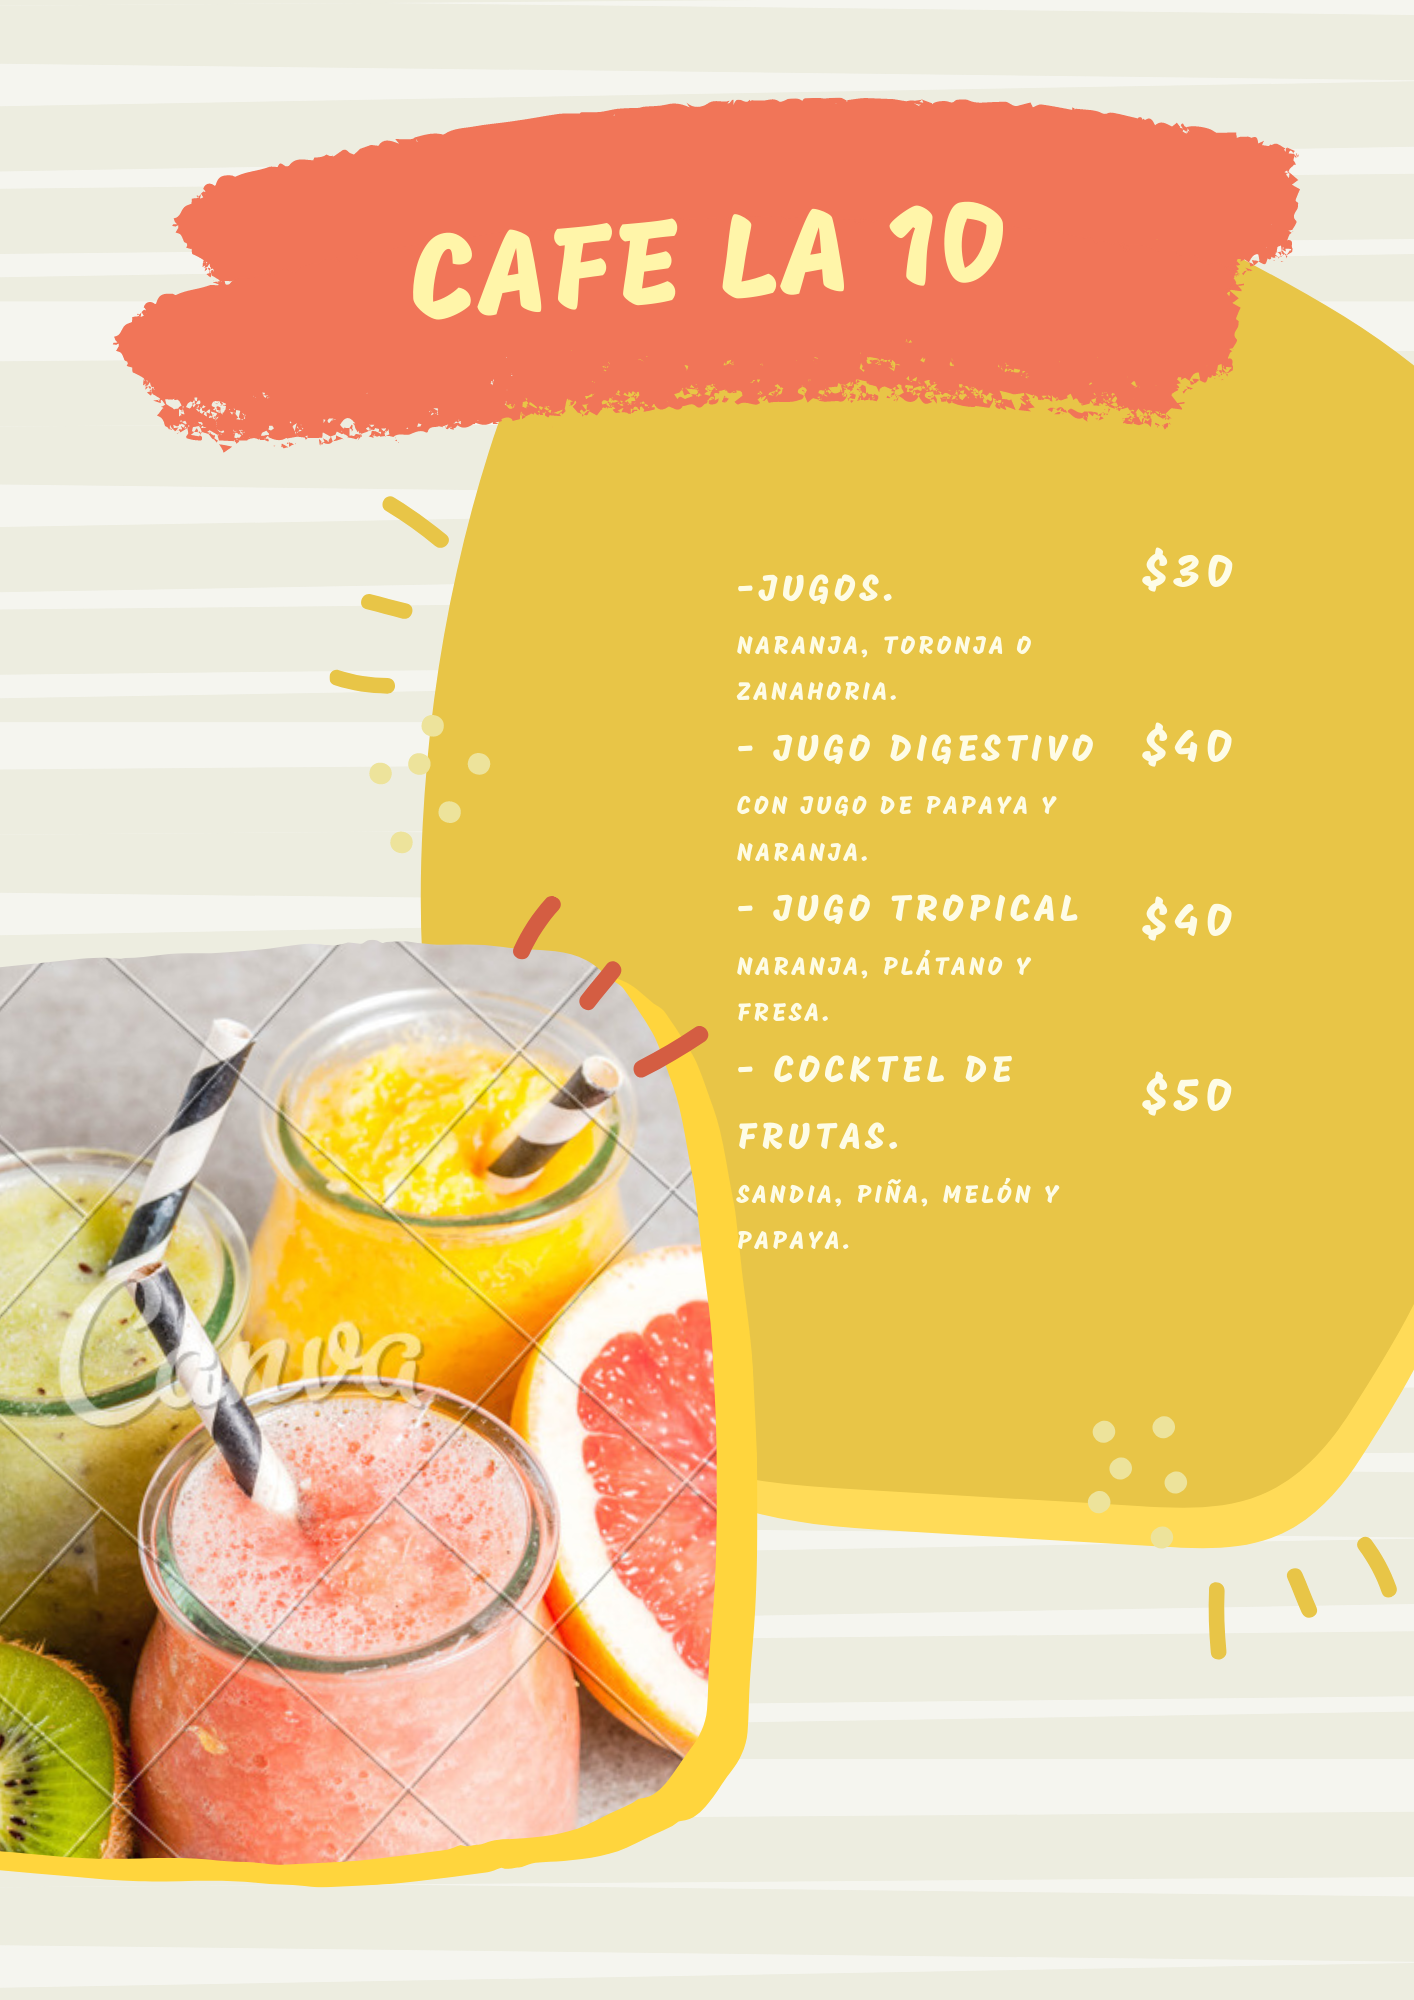 CAFE LA 10
-JUGOS. $30
NARANJA, TORONJA O
ZANAHORIA.
- JUGO DIGESTIVO $40
CON JUGO DE PAPAYA Y
NARANJA.
- JUGO TROPICAL $40
NARANJA, PLÁTANO Y
FRESA.
- COCKTEL DE
FRUTAS. $50
SANDIA, PIÑA, MELÓN Y
PAPAYA.
Canva